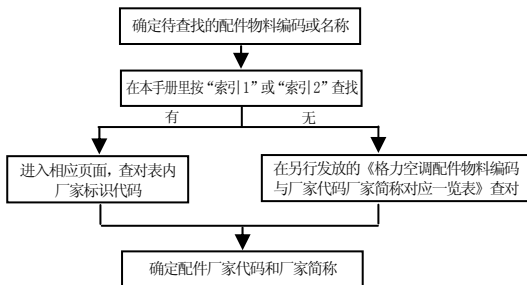 确定待查找的配件物料编码或名称
在本手册里按“索引1”或“索引2”查找
有
无
进入相应页面，查对表内
厂家标识代码
在另行发放的《格力空调配件物料编码
与厂家代码厂家简称对应一览表》查对
确定配件厂家代码和厂家简称